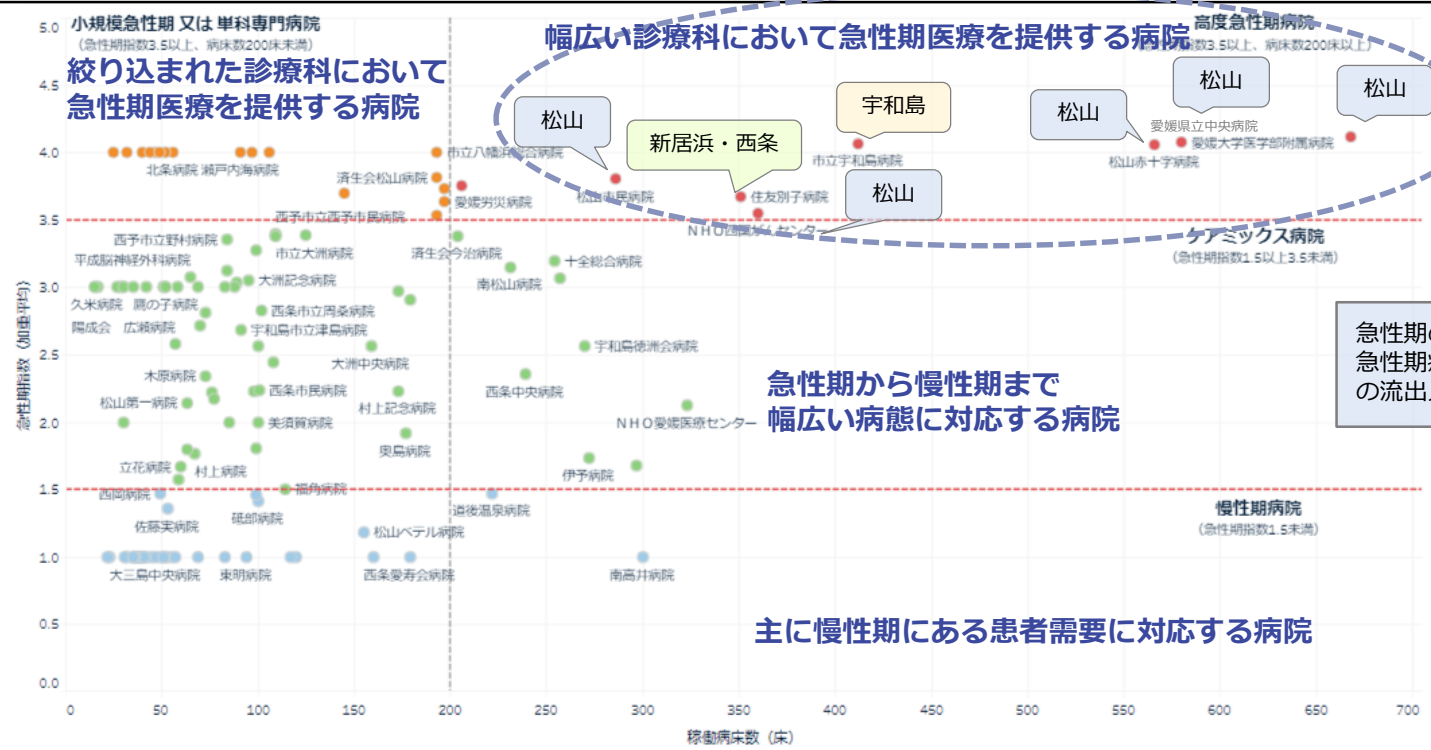 小規模急性期 又は 単科専門病院
(急性期指数3.5以上、病床数200床未満)
絞り込まれた診療科において
急性期医療を提供する病院
幅広い診療科において急性期医療を提供する病院
高度急性期病院
数3.5以上、病床数200床以上)
松山
新居浜・西条
宇和島
松山
松山
松山
松山
愛媛県立中央病院
愛媛大学医学部附属病院
松山赤十字病院
市立宇和島病院
市立八幡浜総合病院
北条病院 瀬戸内海病院
済生会松山病院
愛媛労災病院
松山市民病院
住友別子病院
西予市立西予市民病院
NHO四国がんセンター
ケアミックス病院
(急性期指数1.5以上3.5未満)
西予市立野村病院
市立大洲病院
済生会今治病院
平成脳神経外科病院
十全総合病院
大洲記念病院
南松山病院
久米病院 鷹の子病院
西条市立周桑病院
陽成会 広瀬病院
宇和島市立津島病院
大洲中央病院
宇和島徳洲会病院
木原病院
西条市民病院
西条中央病院
松山第一病院
村上記念病院
美須賀病院
NHO愛媛医療センター
急性期から慢性期まで
幅広い病態に対応する病院
奥島病院
立花病院
村上病院
伊予病院
西岡病院
福角病院
佐藤実病院
砥部病院
道後温泉病院
慢性期病院
(急性期指数1.5未満)
松山ベテル病院
大三島中央病院
東明病院
西条愛寿会病院
南高井病院
主に慢性期にある患者需要に対応する病院
急性期
急性期
の流出
急性期指数 (加重平均)
5.0
4.5
4.0
3.5
3.0
2.5
2.0
1.5
1.0
0.5
0.0
0
50
100
150
200
250
300
350
400
450
500
550
600
650
700
稼働病床数 (床)